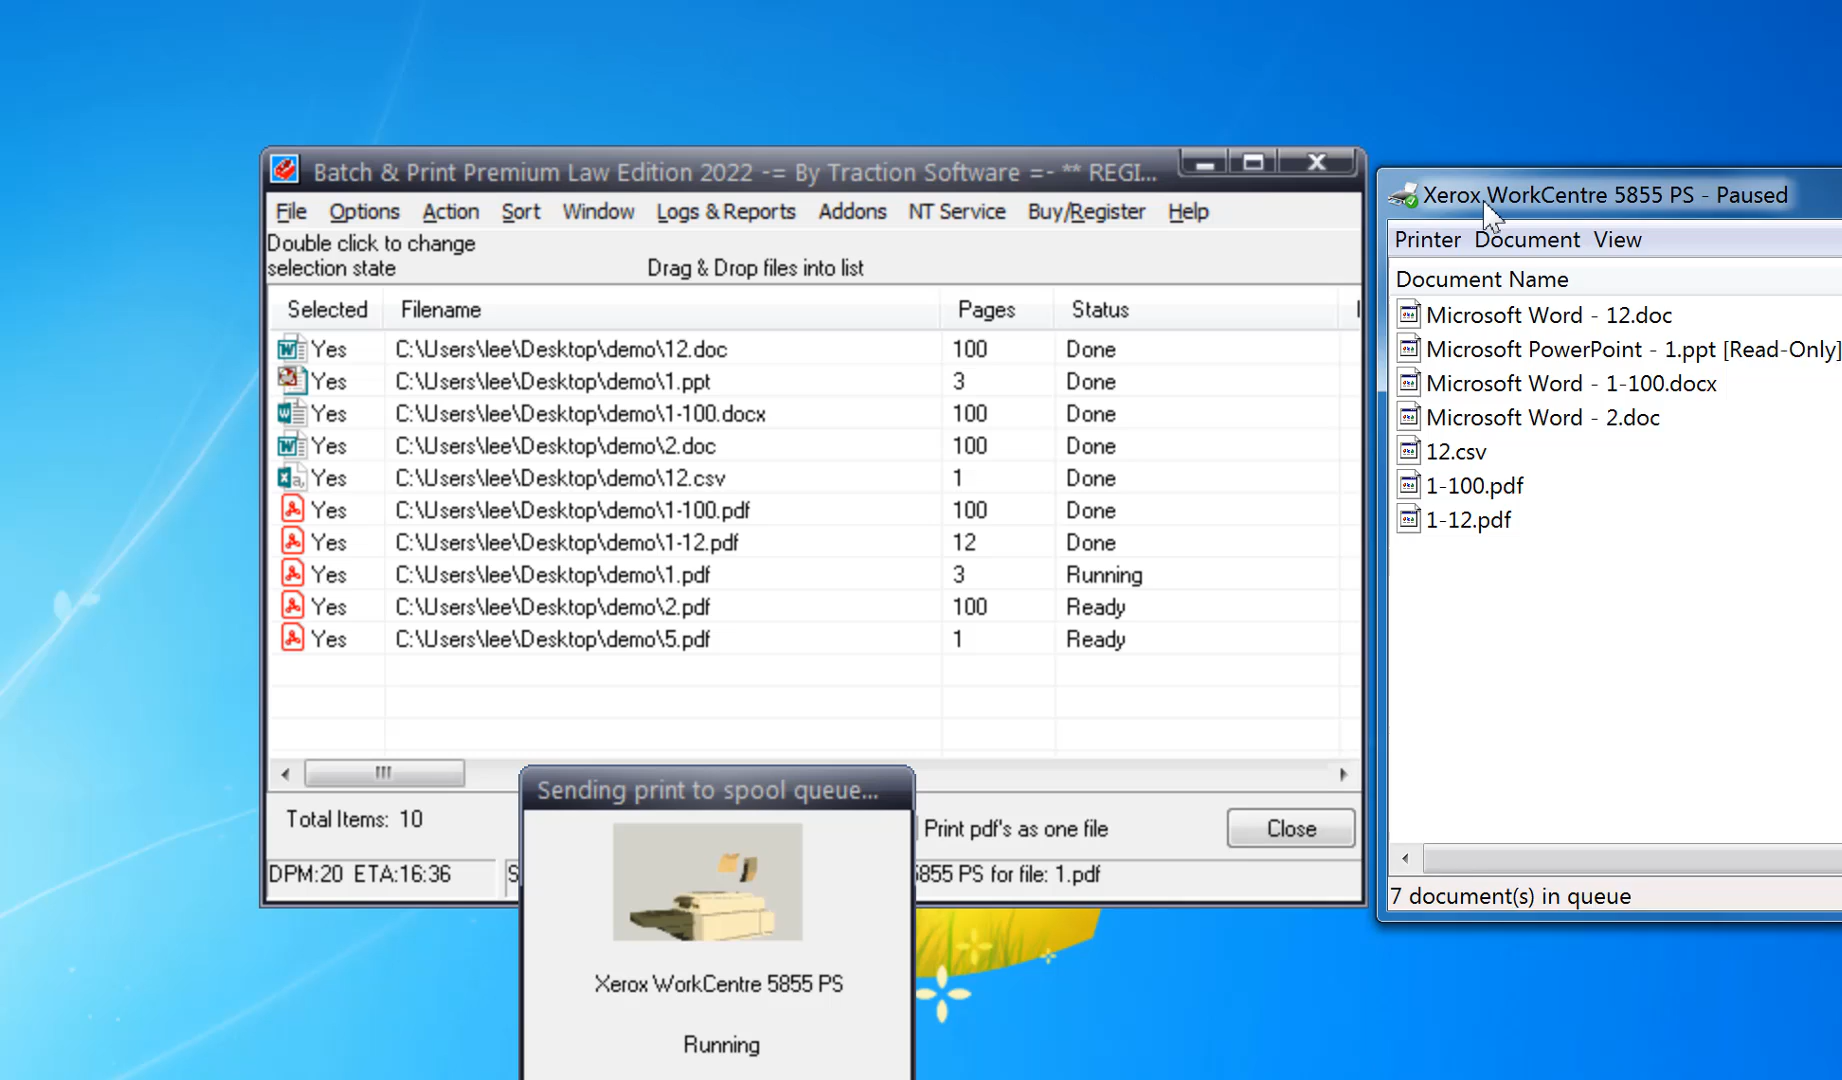 Batch & Print Premium Law Edition 2022 -= By Traction Software =- ** REGI...
File Options Action Sort Window Logs & Reports Addons NT Service Buy/Register Help
Double click to change
selection state
Drag & Drop files into list
Selected Filename Pages Status
Yes C:\Users\lee\Desktop\demo\12.doc 100 Done
Yes C:\Users\lee\Desktop\demo\1.ppt 3 Done
Yes C:\Users\lee\Desktop\demo\1-100.docx 100 Done
Yes C:\Users\lee\Desktop\demo\2.doc 100 Done
Yes C:\Users\lee\Desktop\demo\12.csv 1 Done
Yes C:\Users\lee\Desktop\demo\1-100.pdf 100 Done
Yes C:\Users\lee\Desktop\demo\1-12.pdf 12 Done
Yes C:\Users\lee\Desktop\demo\1.pdf 3 Running
Yes C:\Users\lee\Desktop\demo\2.pdf 100 Ready
Yes C:\Users\lee\Desktop\demo\5.pdf 1 Ready
Total Items: 10
Print pdf's as one file
Close
DPM:20 ETA:16:36
S
5855 PS for file: 1.pdf
Sending print to spool queue...
Xerox WorkCentre 5855 PS
Running
Xerox WorkCentre 5855 PS - Paused
Printer Document View
Document Name
Microsoft Word - 12.doc
Microsoft PowerPoint - 1.ppt [Read-Only]
Microsoft Word - 1-100.docx
Microsoft Word - 2.doc
12.csv
1-100.pdf
1-12.pdf
7 document(s) in queue